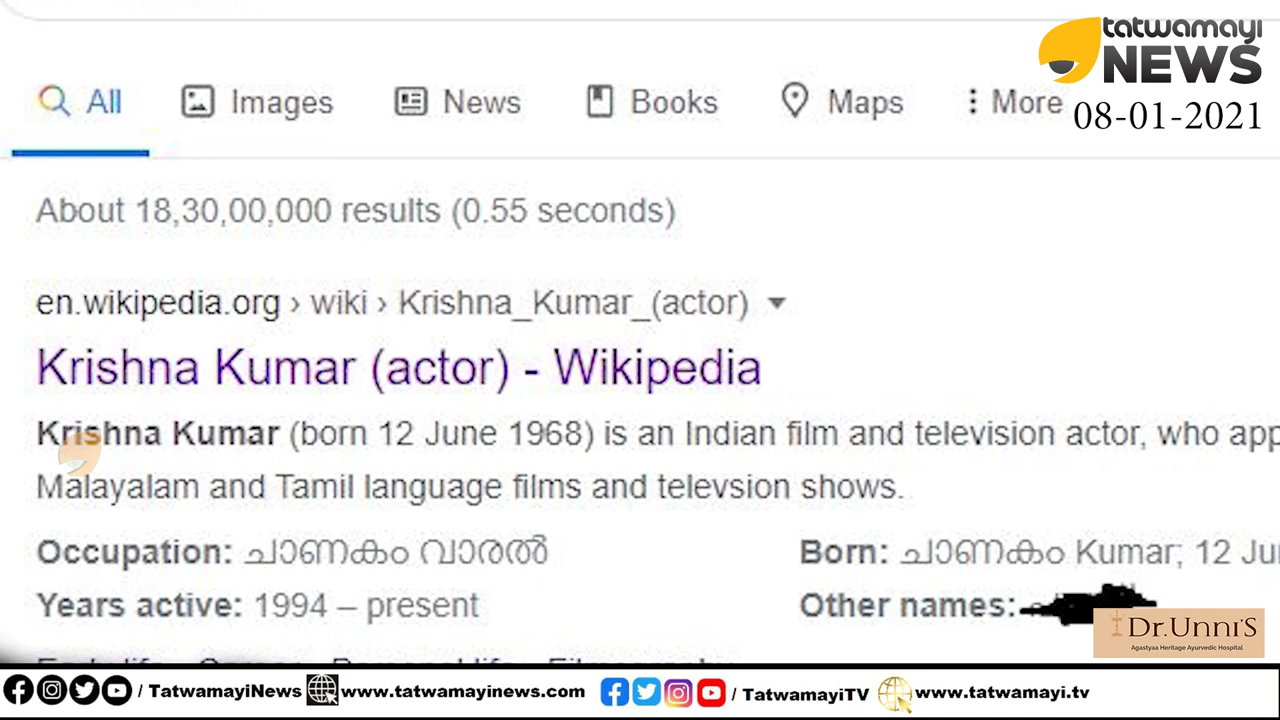 tatwamayi
NEWS
08-01-2021
All Images News Books Maps More
About 18,30,00,000 results (0.55 seconds)
en.wikipedia.org › wiki › Krishna_Kumar_(actor)
Krishna Kumar (actor) - Wikipedia
Krishna Kumar (born 12 June 1968) is an Indian film and television actor, who app
Malayalam and Tamil language films and televsion shows.
Occupation: ചാണകം വാരൽ Born: ചാണകം Kumar; 12 Ju
Years active: 1994 – present Other names:
Dr.Unni'S
Agastyaa Heritage Ayurvedic Hospital
/ TatwamayiNews www.tatwamayinews.com / TatwamayiTV www.tatwamayi.tv